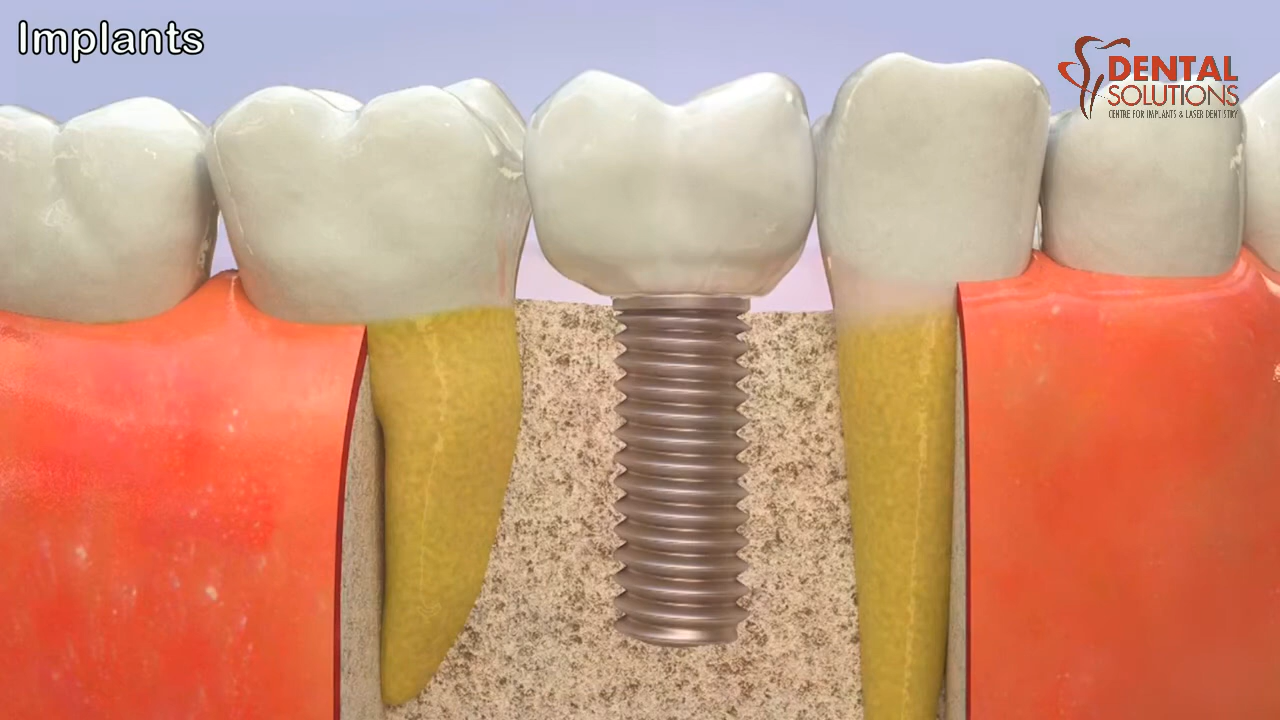 Implants
DENTAL
SOLUTIONS
CENTRE FOR IMPLANTS & LASER DENTISTRY